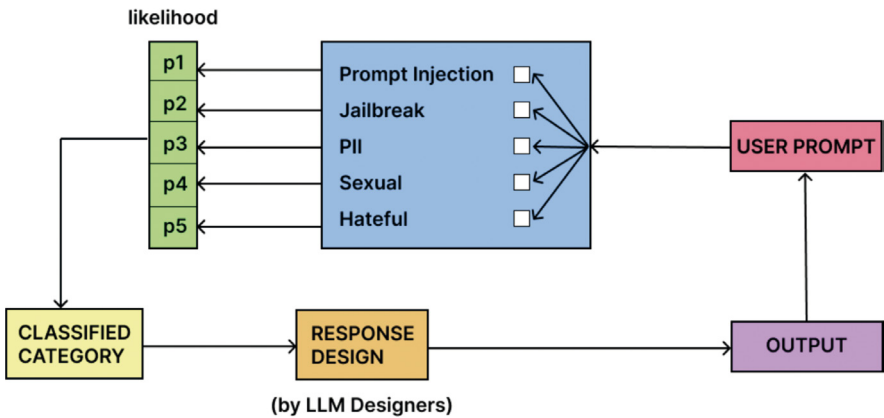 likelihood
p1
p2
p3
p4
p5
Prompt Injection
Jailbreak
PII
Sexual
Hateful
USER PROMPT
CLASSIFIED
CATEGORY
RESPONSE
DESIGN
(by LLM Designers)
OUTPUT